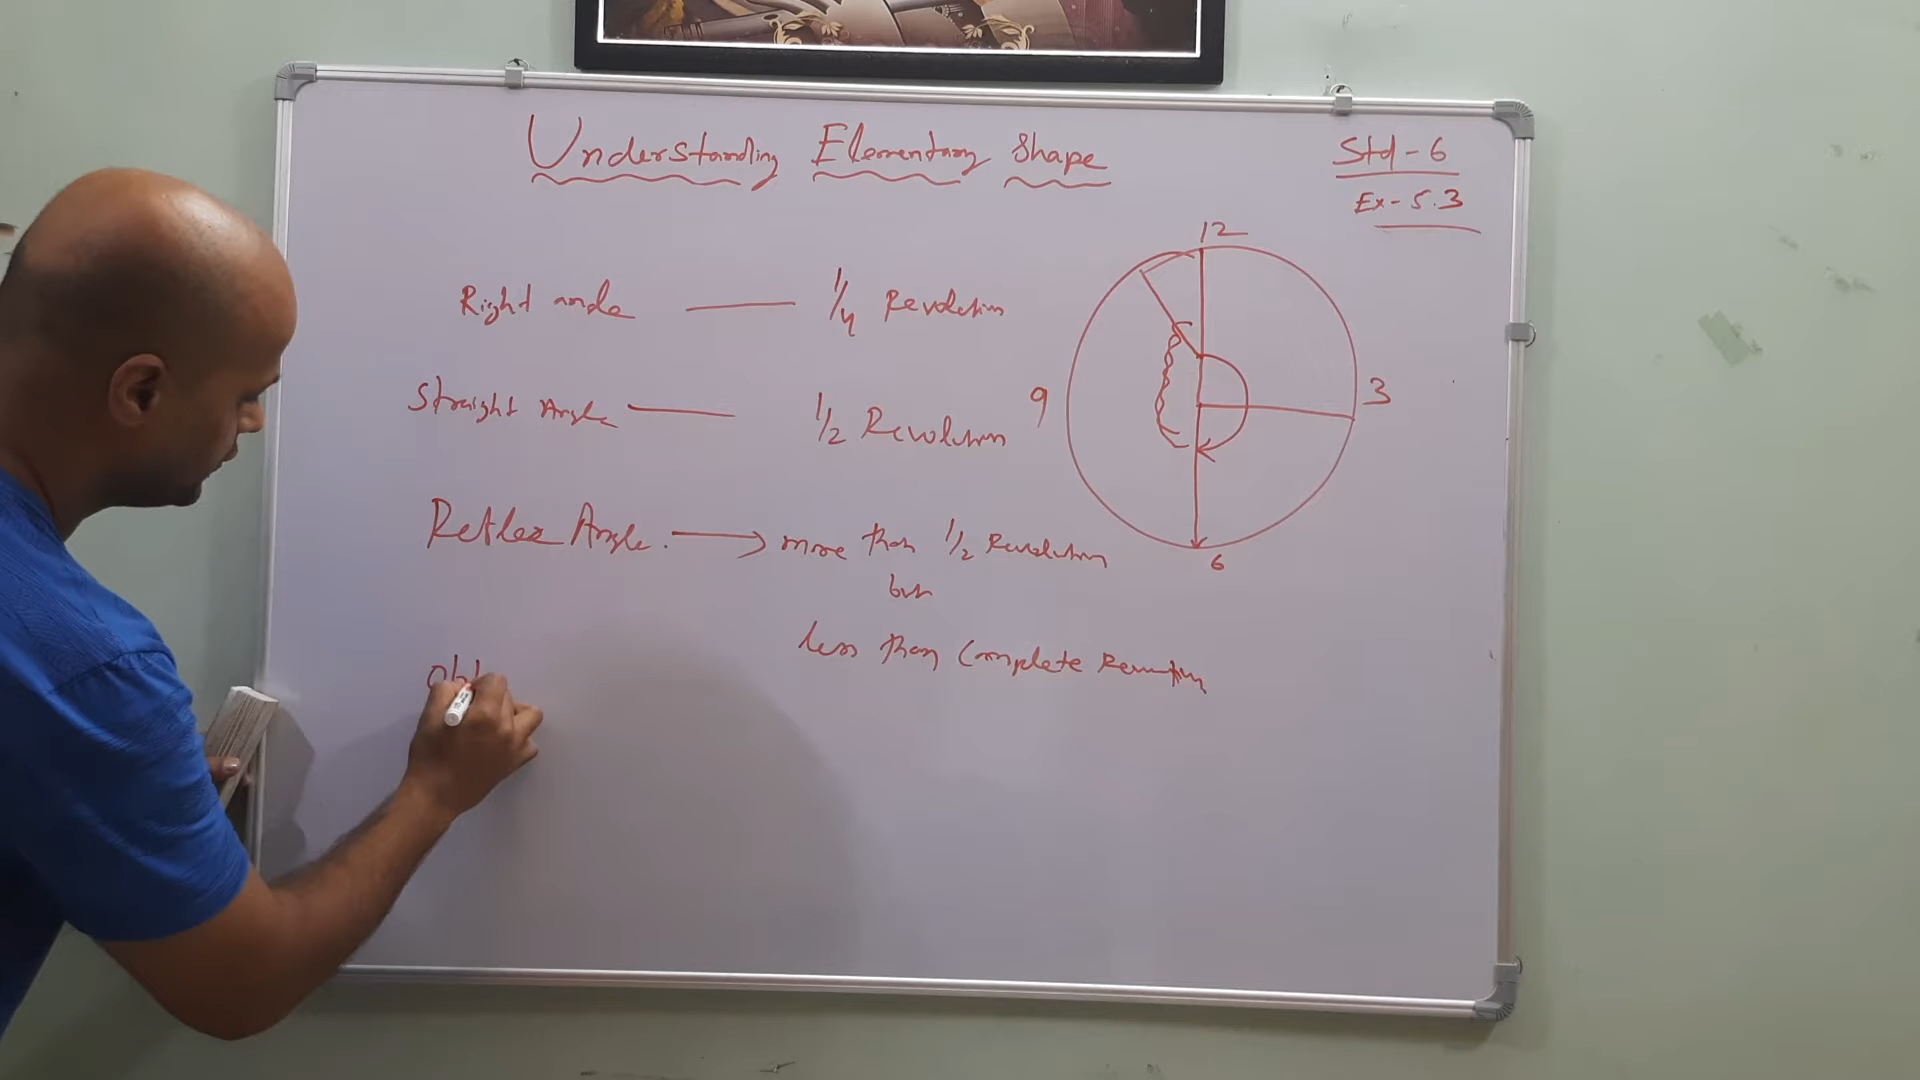 Understanding Elementary Shape
Std - 6
Ex - 5.3
Right angle — 1/4 Revolution
Straight Angle — 1/2 Revolution
Reflex Angle. → more than 1/2 Revolution
but
less than Complete Revolution
Obt
12
9
3
6